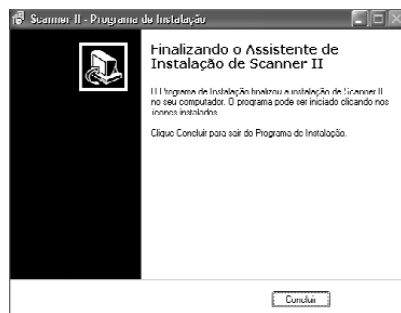 Scanner II - Programa de Instalação
Finalizando o Assistente de
Instalação de Scanner II
O Programa de Instalação finalizou a instalação de Scanner II
no seu computador. O programa pode ser iniciado clicando nos
ícones instalados.
Clique Concluir para sair do Programa de Instalação.
Concluir